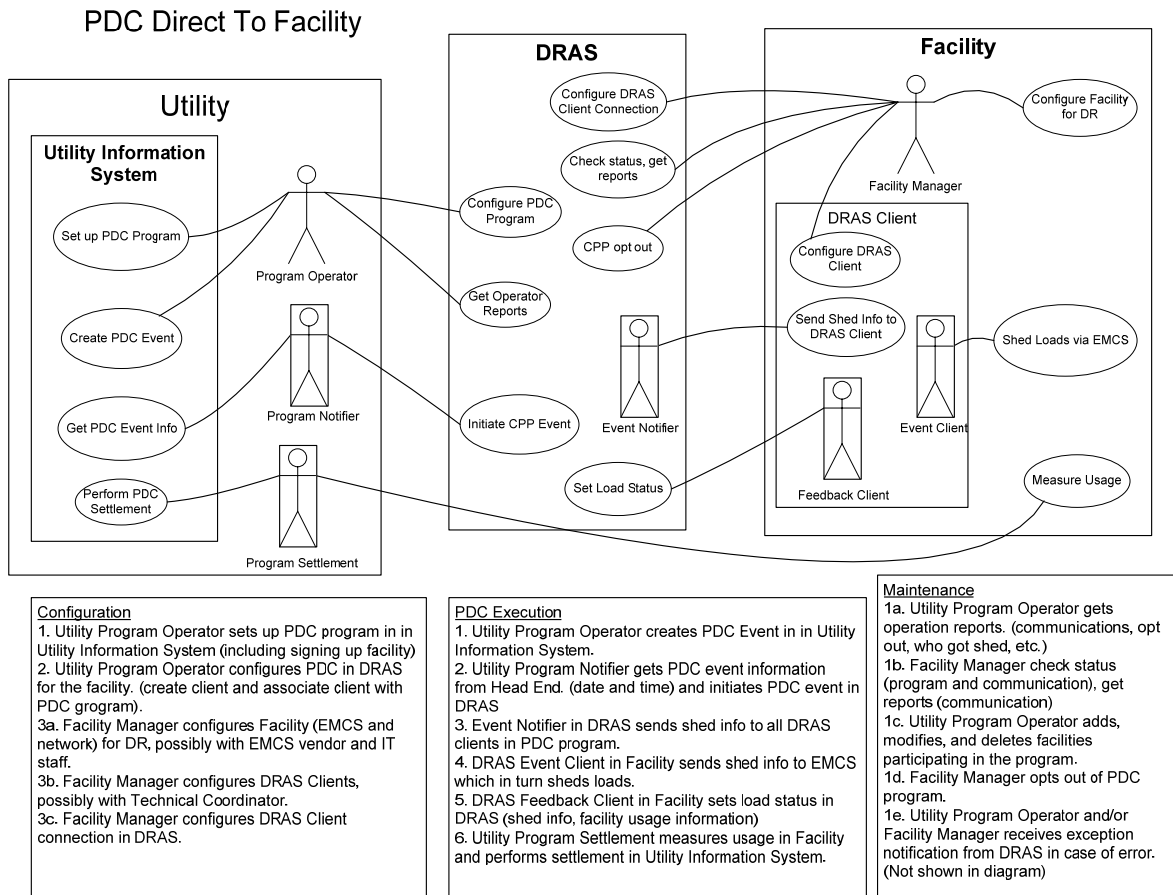 PDC Direct To Facility
Utility
Utility Information
System
Set up PDC Program
Create PDC Event
Get PDC Event Info
Perform PDC
Settlement
Program Operator
Program Notifier
Program Settlement
DRAS
Configure DRAS
Client Connection
Check status, get
reports
Configure PDC
Program
CPP opt out
Get Operator
Reports
Initiate CPP Event
Event Notifier
Set Load Status
Facility
Configure Facility
for DR
Facility Manager
DRAS Client
Configure DRAS
Client
Send Shed Info to
DRAS Client
Shed Loads via EMCS
Event Client
Feedback Client
Measure Usage
Configuration
1. Utility Program Operator sets up PDC program in in
Utility Information System (including signing up facility)
2. Utility Program Operator configures PDC in DRAS
for the facility. (create client and associate client with
PDC grogram).
3a. Facility Manager configures Facility (EMCS and
network) for DR, possibly with EMCS vendor and IT
staff.
3b. Facility Manager configures DRAS Clients,
possibly with Technical Coordinator.
3c. Facility Manager configures DRAS Client
connection in DRAS.
PDC Execution
1. Utility Program Operator creates PDC Event in in Utility
Information System.
2. Utility Program Notifier gets PDC event information
from Head End. (date and time) and initiates PDC event in
DRAS
3. Event Notifier in DRAS sends shed info to all DRAS
clients in PDC program.
4. DRAS Event Client in Facility sends shed info to EMCS
which in turn sheds loads.
5. DRAS Feedback Client in Facility sets load status in
DRAS (shed info, facility usage information)
6. Utility Program Settlement measures usage in Facility
and performs settlement in Utility Information System.
Maintenance
1a. Utility Program Operator gets
operation reports. (communications, opt
out, who got shed, etc.)
1b. Facility Manager check status
(program and communication), get
reports (communication)
1c. Utility Program Operator adds,
modifies, and deletes facilities
participating in the program.
1d. Facility Manager opts out of PDC
program.
1e. Utility Program Operator and/or
Facility Manager receives exception
notification from DRAS in case of error.
(Not shown in diagram)